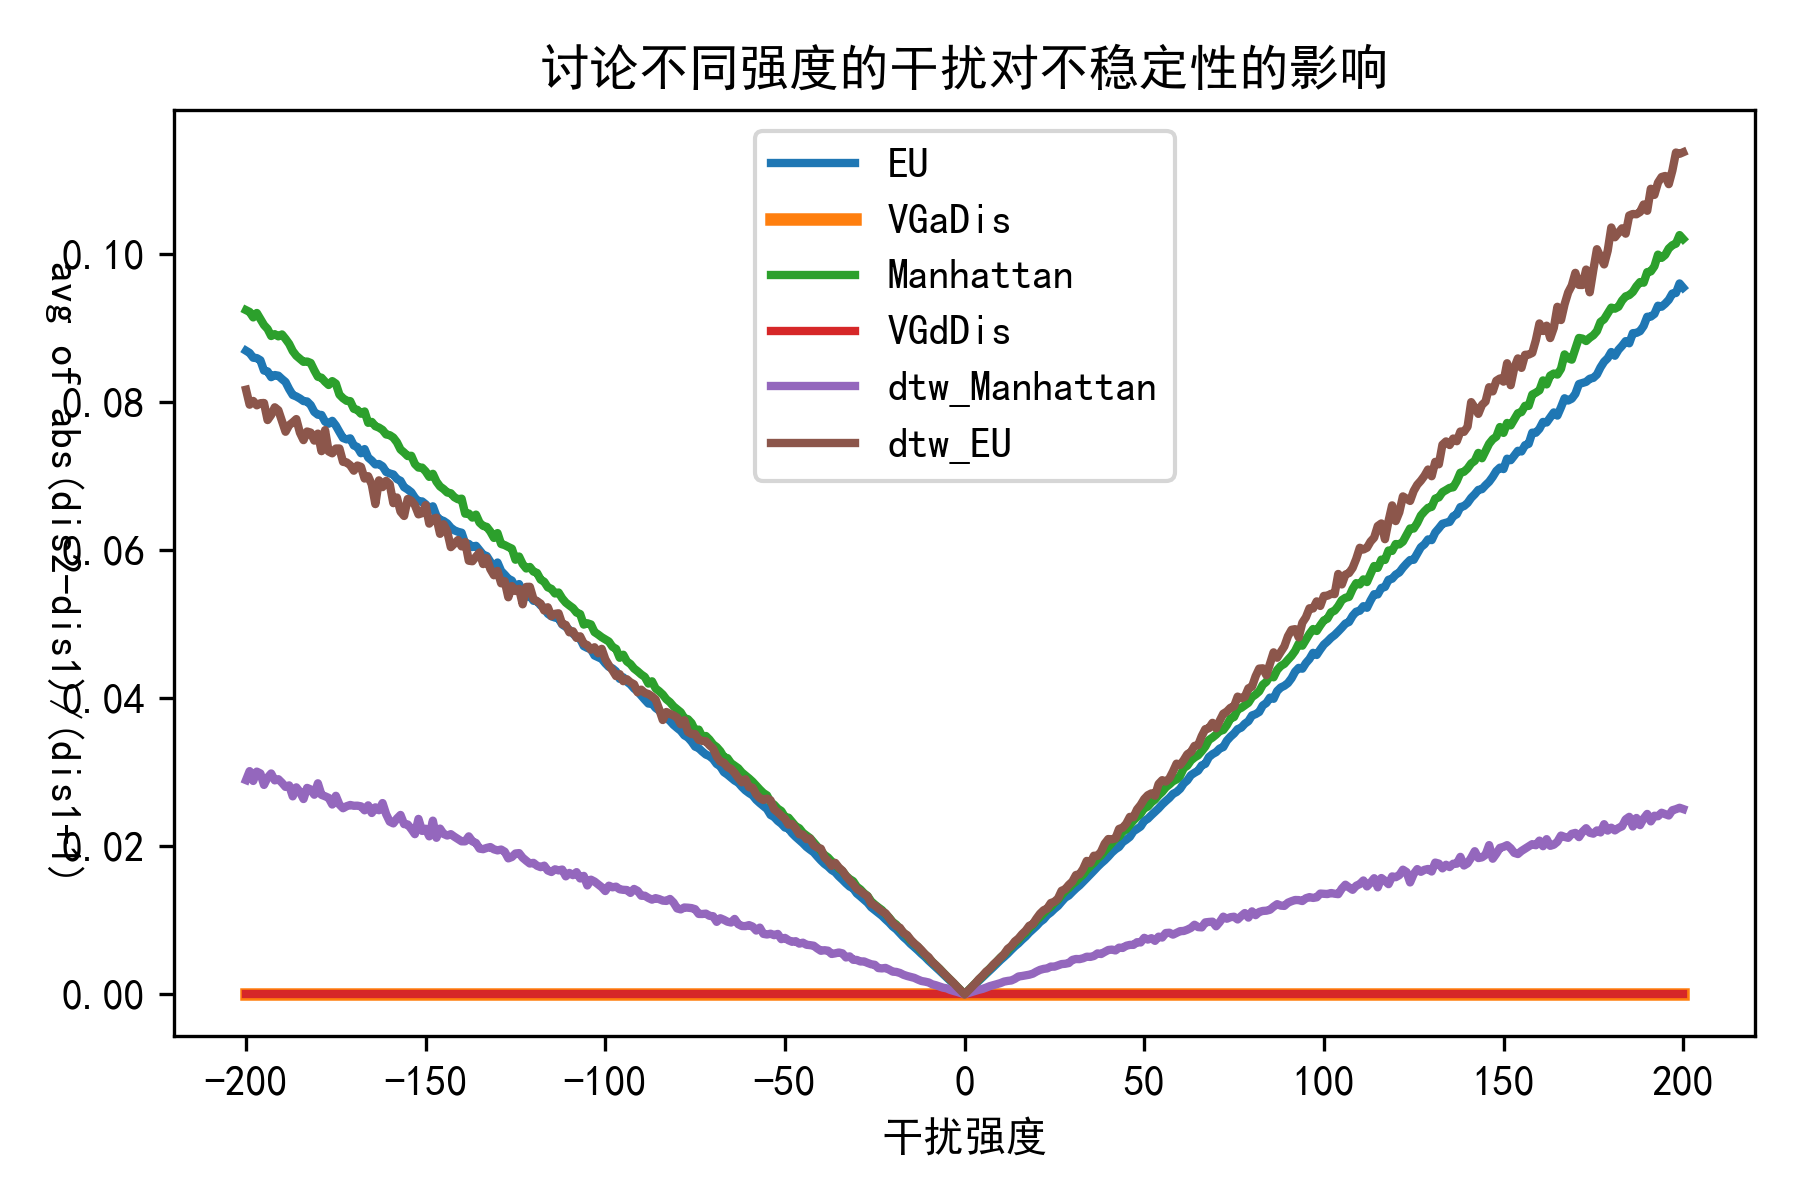 讨论不同强度的干扰对不稳定性的影响
EU
VGaDis
Manhattan
VGdDis
dtw_Manhattan
dtw_EU
avg of abs(dis2-dis1)/(dis1+1)
0.10
0.08
0.06
0.04
0.02
0.00
−200 −150 −100 −50 0 50 100 150 200
干扰强度